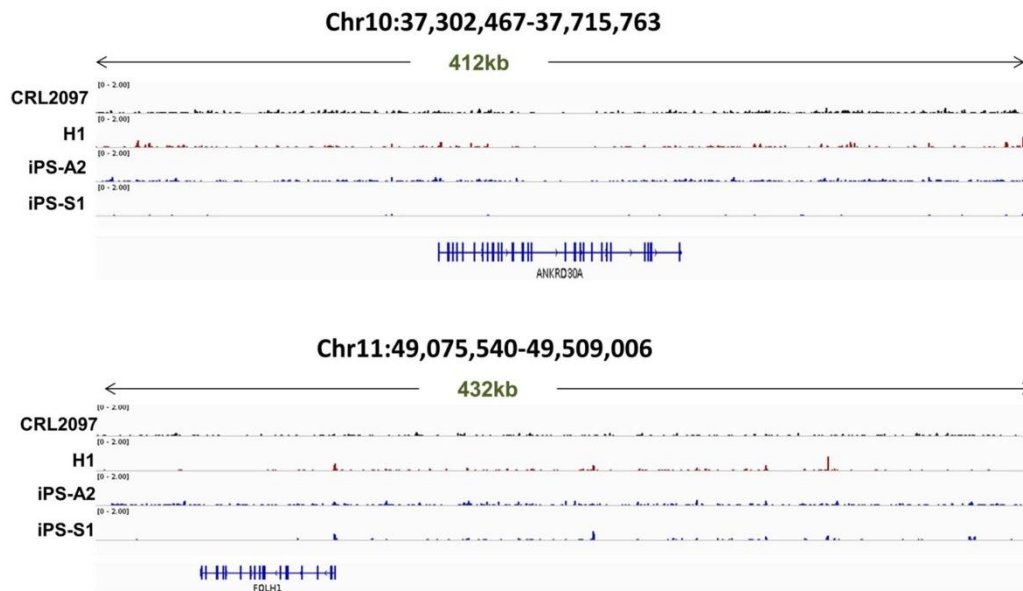 Chr10:37,302,467-37,715,763
412kb
[0 - 2.00]
CRL2097
[0 - 2.00]
H1
[0 - 2.00]
iPS-A2
[0 - 2.00]
iPS-S1
ANKRD30A
Chr11:49,075,540-49,509,006
432kb
[0 - 2.00]
CRL2097
[0 - 2.00]
H1
[0 - 2.00]
iPS-A2
[0 - 2.00]
iPS-S1
FOLH1